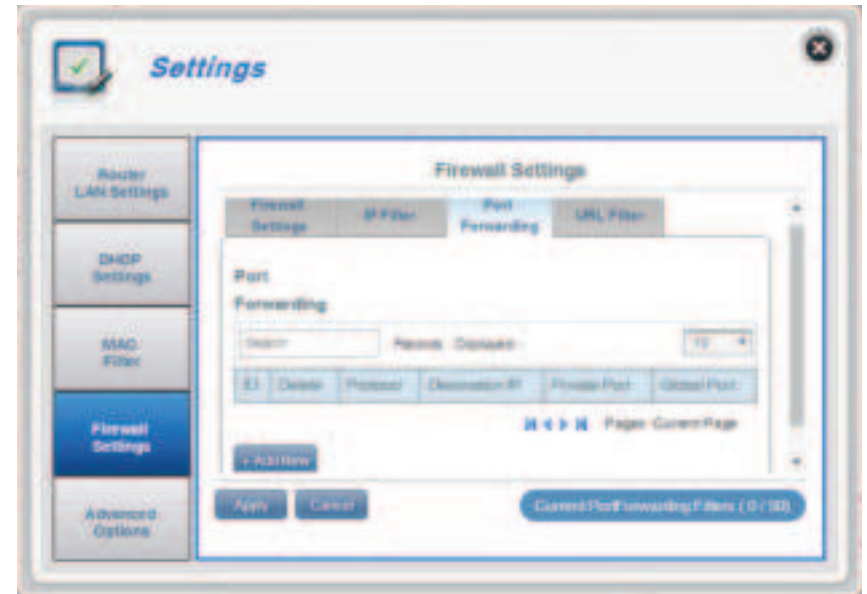 Settings
Router
LAN Settings
DHCP
Settings
MAC
Filter
Firewall
Settings
Advanced
Options
Firewall Settings
Firewall
Settings
IP Filter
Port
Forwarding
URL Filter
Port
Forwarding
Search
Records Displayed
10
ID Delete Protocol Destination IP Private Port Global Port
Pages Current Page
+ Add New
Apply Cancel
Current Port Forwarding Filters ( 0 /